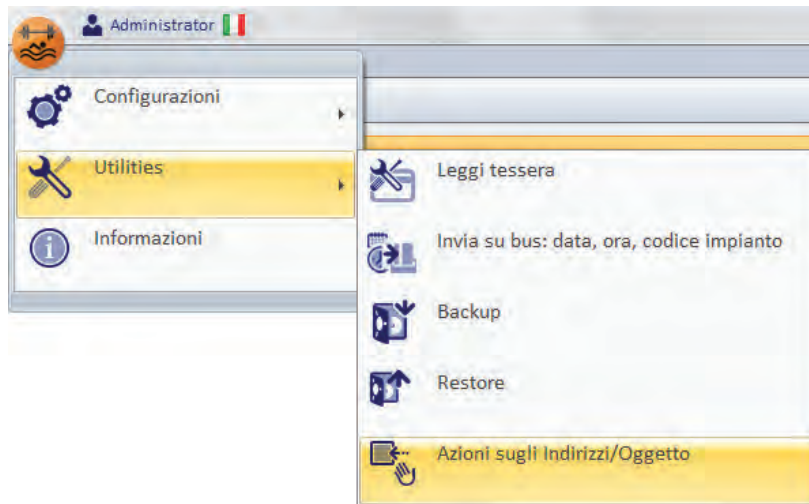 Administrator
Configurazioni
Utilities
Informazioni
Leggi tessera
Invia su bus: data, ora, codice impianto
Backup
Restore
Azioni sugli Indirizzi/Oggetto